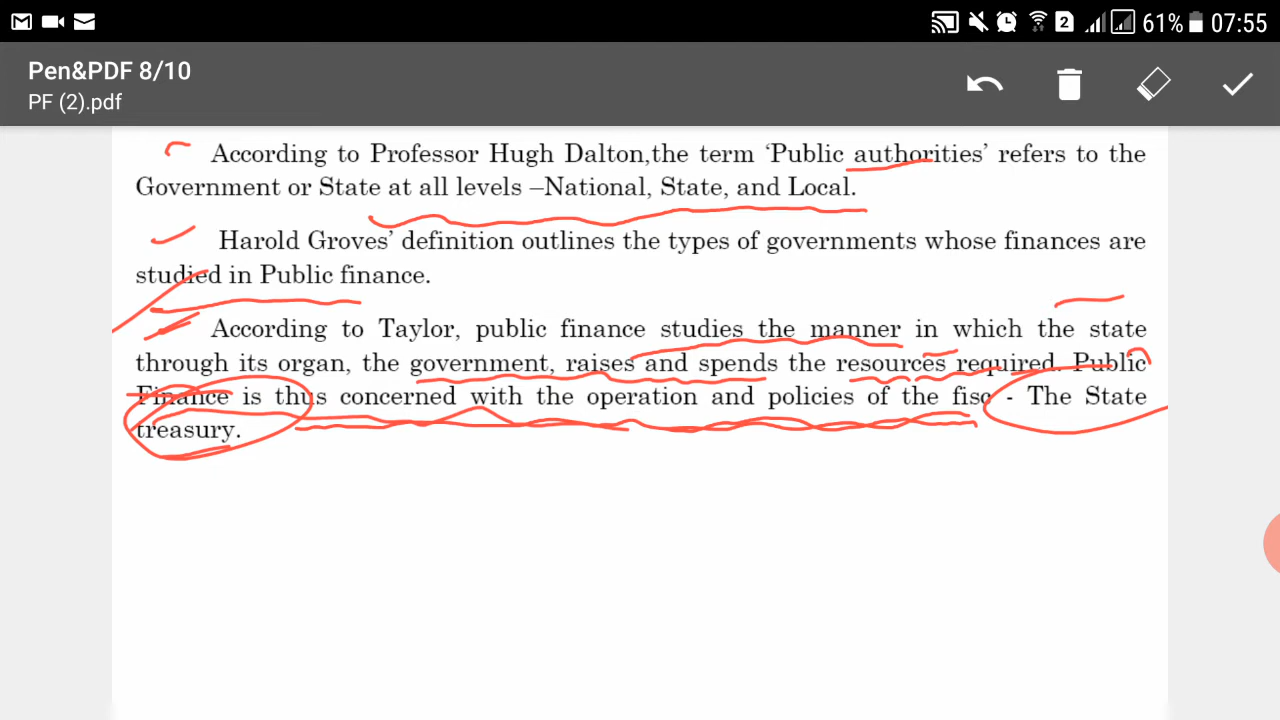 61% 07:55
2
Pen&PDF 8/10
PF (2).pdf
According to Professor Hugh Dalton,the term ‘Public authorities’ refers to the
Government or State at all levels –National, State, and Local.
Harold Groves’ definition outlines the types of governments whose finances are
studied in Public finance.
According to Taylor, public finance studies the manner in which the state
through its organ, the government, raises and spends the resources required. Public
Finance is thus concerned with the operation and policies of the fisc - The State
treasury.